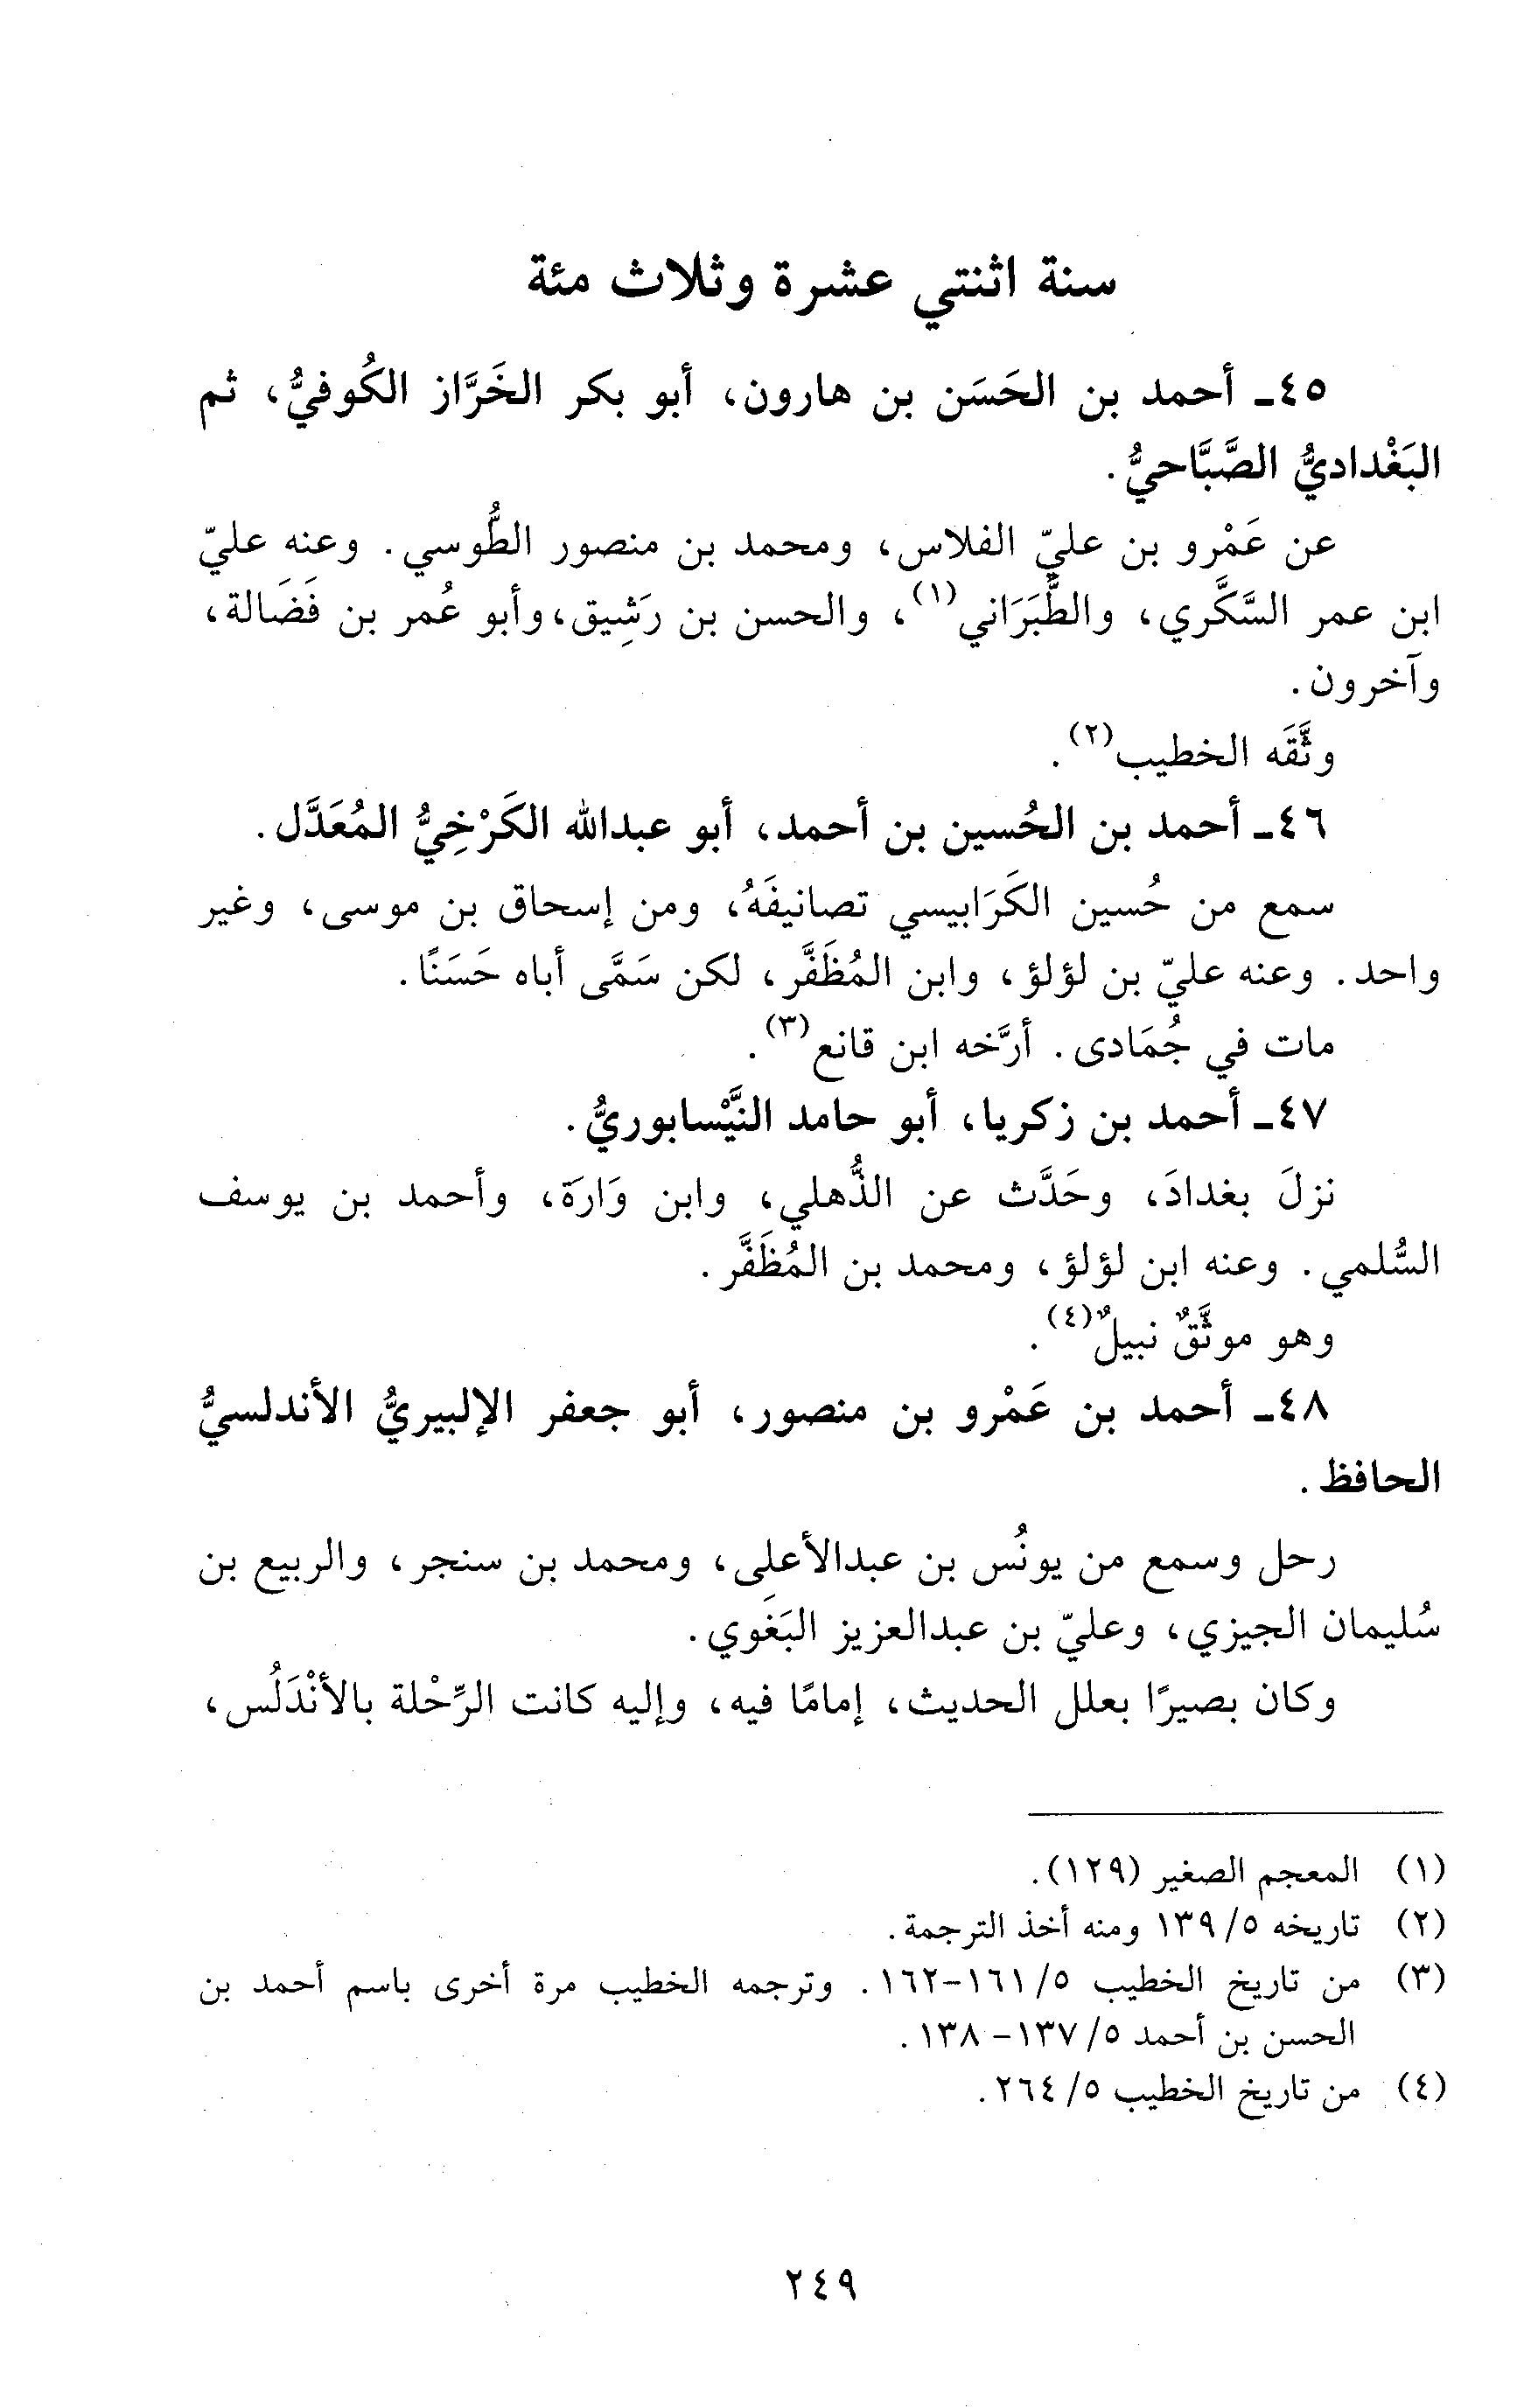 سنة اثنتي عشرة وثلاث مئة
٤٥- أحمد بن الحَسَن بن هارون، أبو بكر الخَرَّاز الكُوفيُّ، ثم
البَغْداديُّ الصَّبَّاحيُّ.
عن عَمْرو بن عليّ الفلاس، ومحمد بن منصور الطُّوسي. وعنه عليّ
ابن عمر السَّكَّري، والطَّبَرَاني(١)، والحسن بن رَشِيق، وأبو عُمر بن فَضَالة،
وآخرون.
وثَّقَه الخطيب(٢).
٤٦- أحمد بن الحُسين بن أحمد، أبو عبدالله الكَرْخِيُّ المُعَدَّل.
سمع من حُسين الكَرَابيسي تصانيفَهُ، ومن إسحاق بن موسى، وغير
واحد. وعنه عليّ بن لؤلؤ، وابن المُظَفَّر، لكن سَمَّى أباه حَسَنًا.
مات في جُمَادى. أرَّخه ابن قانع(٣).
٤٧- أحمد بن زكريا، أبو حامد النَّيْسابوريُّ.
نزلَ بغدادَ، وحَدَّث عن الذُّهلي، وابن وَارَة، وأحمد بن يوسف
السُّلمي. وعنه ابن لؤلؤ، ومحمد بن المُظَفَّر.
وهو موثَّقٌ نبيلٌ(٤).
٤٨- أحمد بن عَمْرو بن منصور، أبو جعفر الإلبيريُّ الأندلسيُّ
الحافظ.
رحل وسمع من يونُس بن عبدالأعلى، ومحمد بن سنجر، والربيع بن
سُليمان الجيزي، وعليّ بن عبدالعزيز البَغَوي.
وكان بصيرًا بعلل الحديث، إمامًا فيه، وإليه كانت الرِّحْلة بالأنْدَلُس،
(١) المعجم الصغير (١٢٩).
(٢) تاريخه ٥/ ١٣٩ ومنه أخذ الترجمة.
(٣) من تاريخ الخطيب ٥/ ١٦١-١٦٢. وترجمه الخطيب مرة أخرى باسم أحمد بن
الحسن بن أحمد ٥/ ١٣٧- ١٣٨.
(٤) من تاريخ الخطيب ٥/ ٢٦٤.
٢٤٩